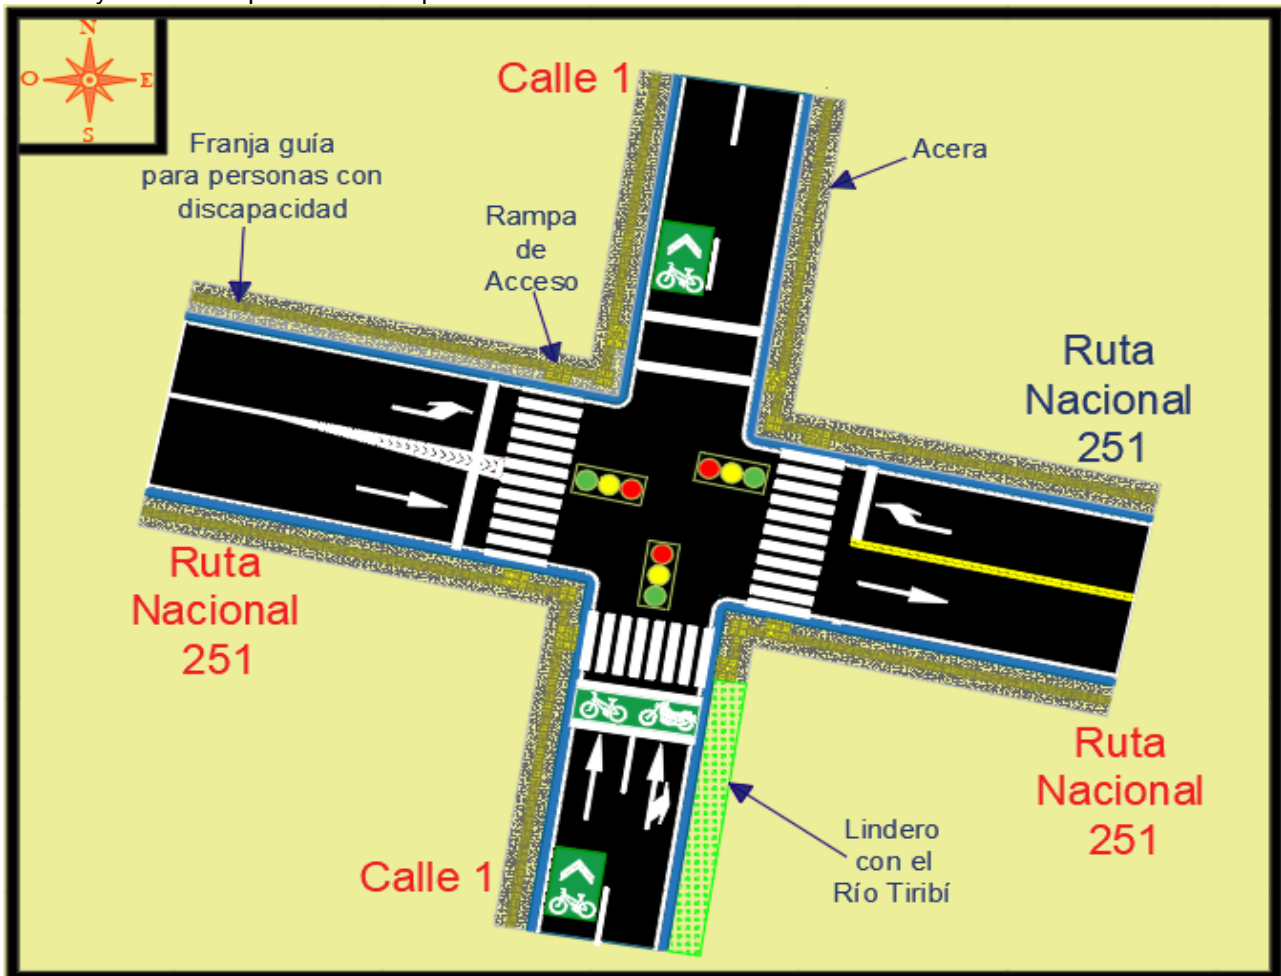 N
O E
S
Calle 1
Acera
Franja guía
para personas con
discapacidad
Rampa
de
Acceso
Ruta
Nacional
251
Ruta
Nacional
251
Ruta
Nacional
251
Calle 1
Lindero
con el
Río Tiribí